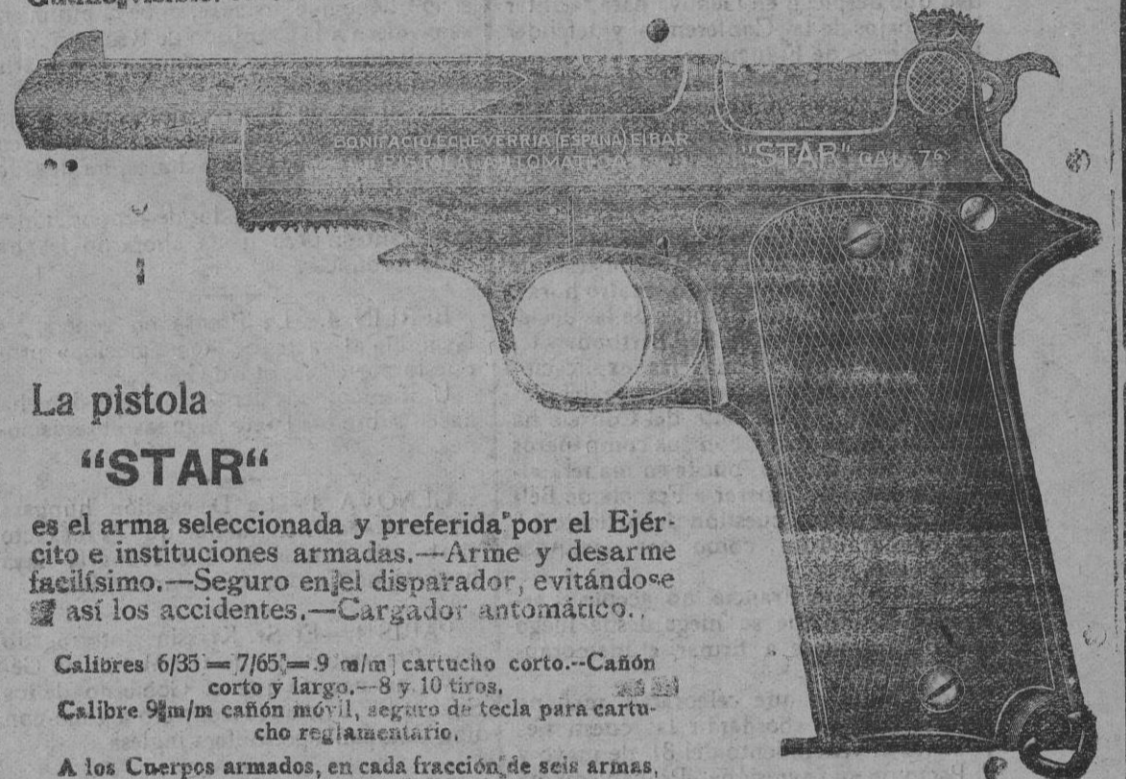 BONIFACIO ECHEVERRIA (ESPAÑA) EIBAR
PISTOLA AUTOMATICA
"STAR" CAL 7⁶⁵
La pistola
“STAR“
es el arma seleccionada y preferida por el Ejér-
cito e instituciones armadas.—Arme y desarme
facilísimo.—Seguro en el disparador, evitándose
así los accidentes.—Cargador antomático..
Calibres 6/35 = 7/65 = 9 m/m cartucho corto.--Cañón
corto y largo.--8 y 10 tiros.
Calibre 9 m/m cañón móvil, seguro de tecla para cartu-
cho reglamentario.
A los Cuerpos armados, en cada fracción de seis armas,